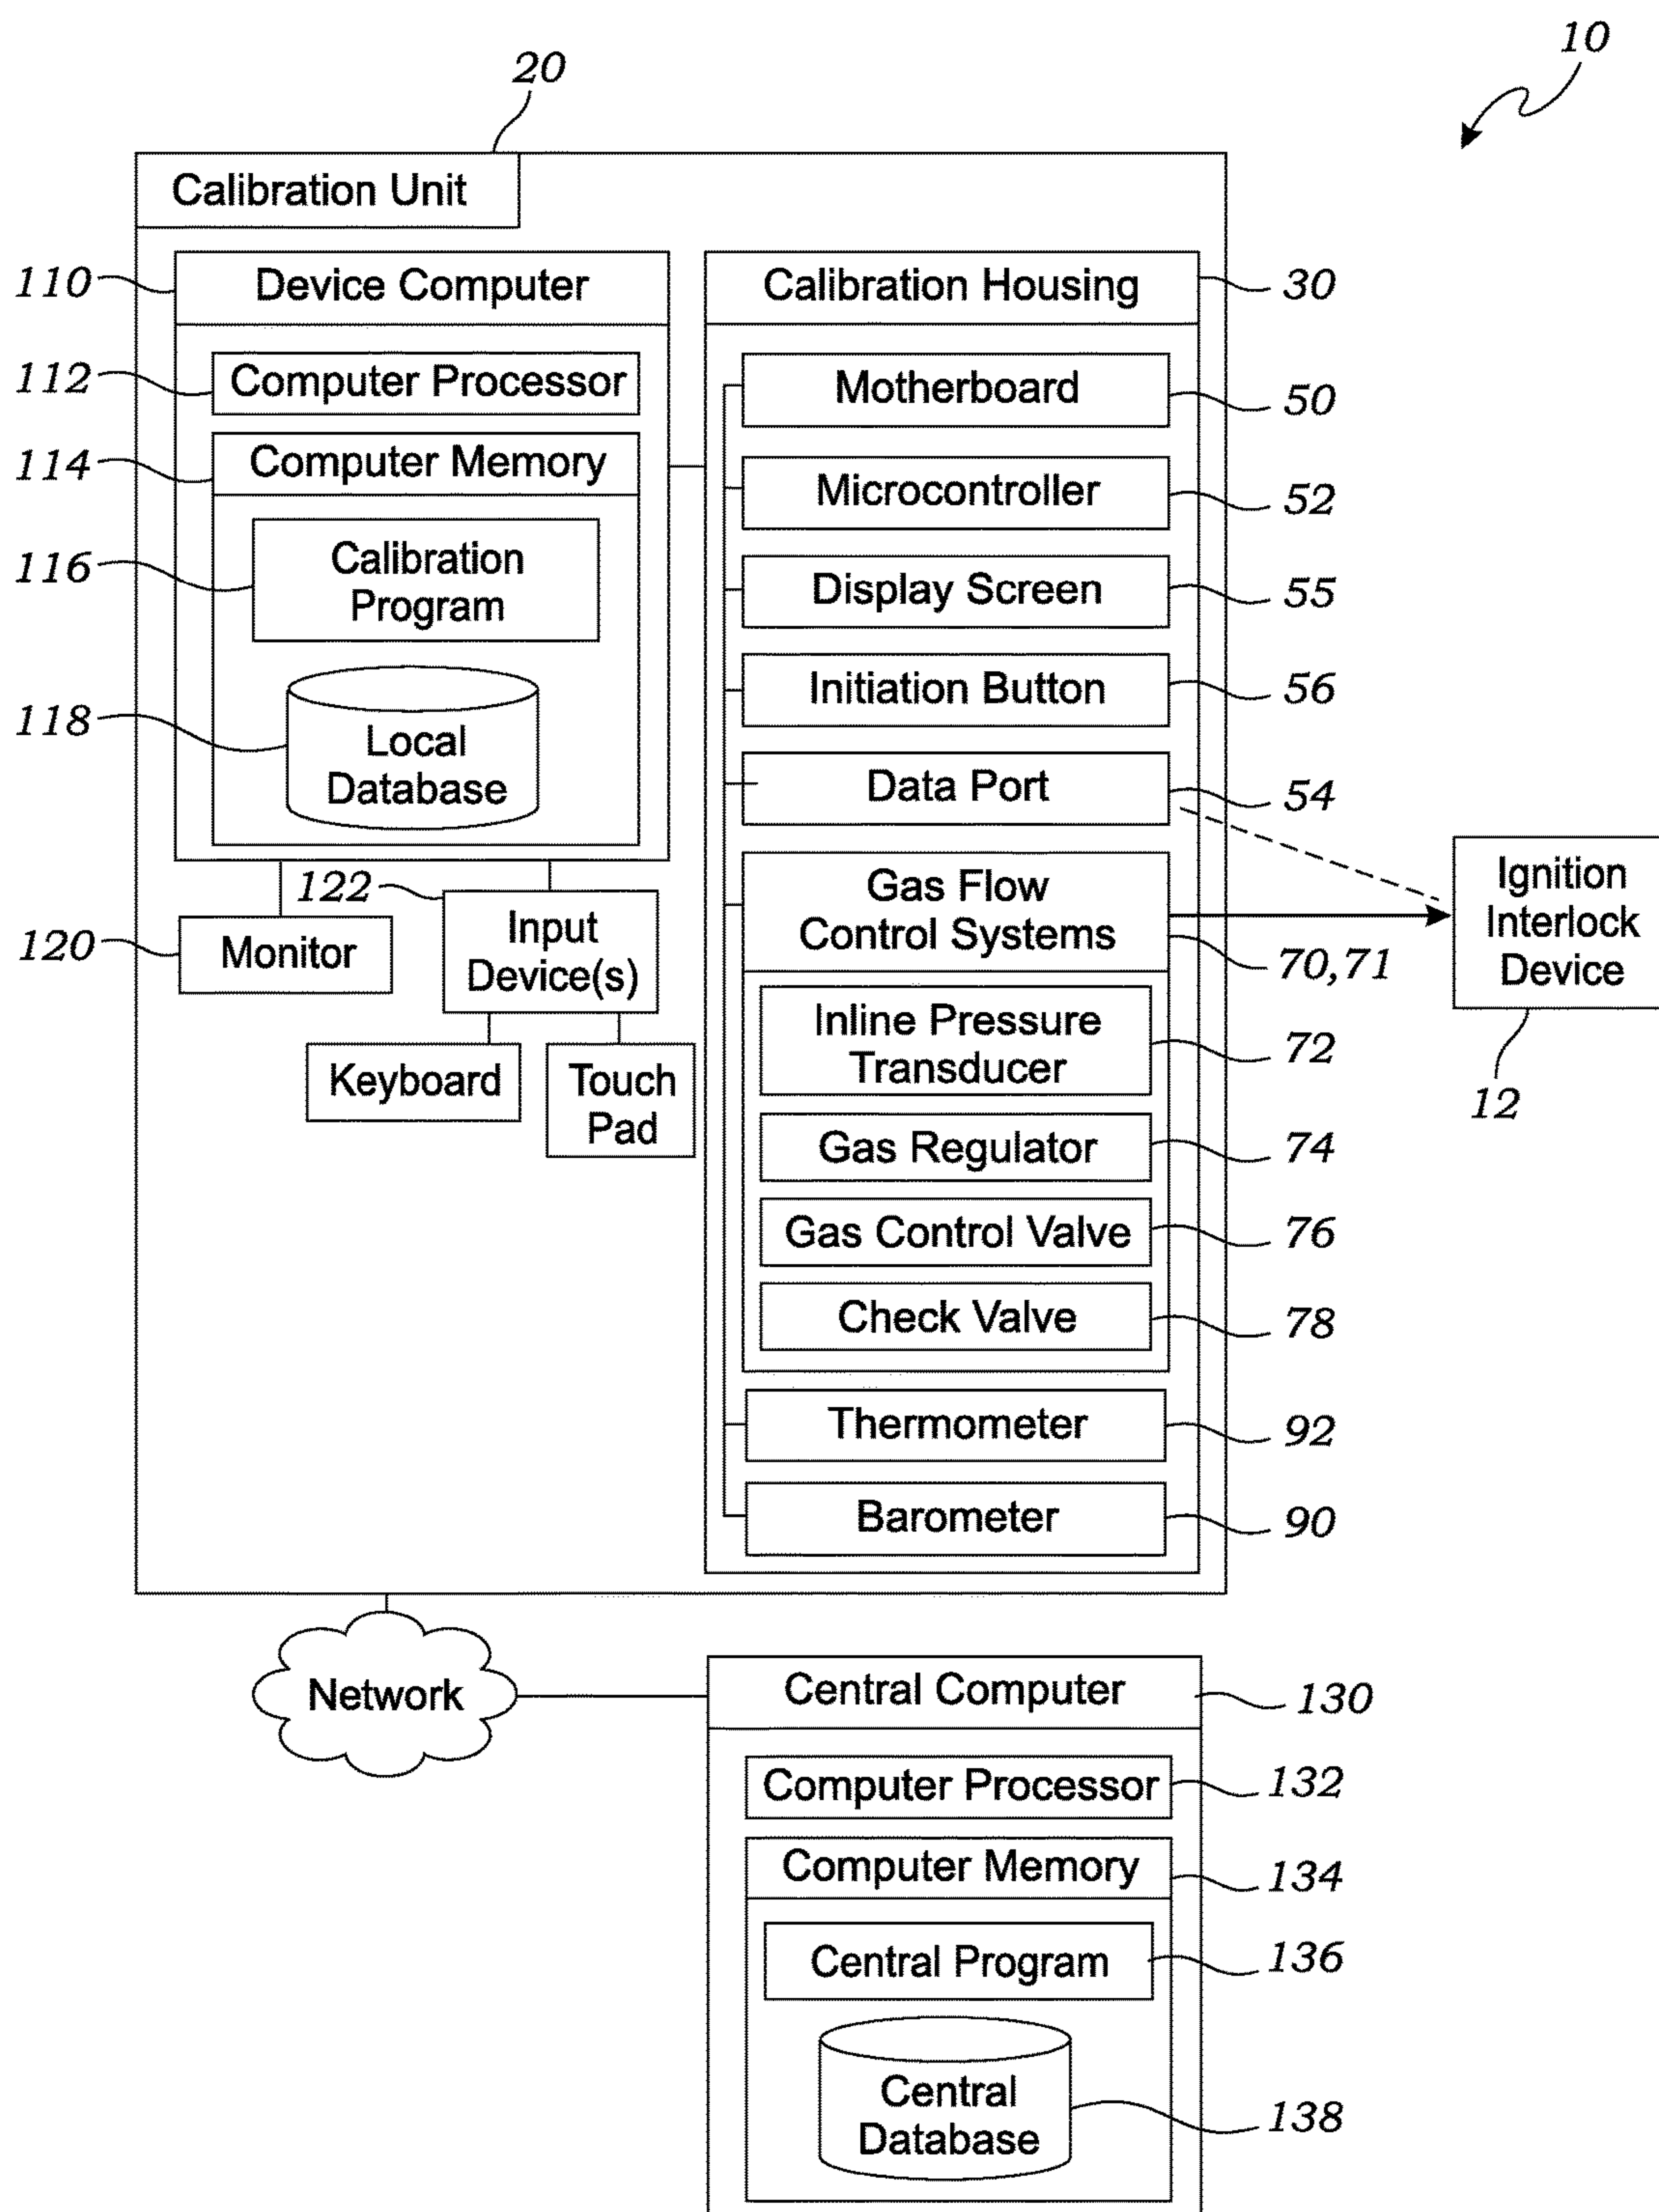 10
20
Calibration Unit
110
Device Computer
112
Computer Processor
114
Computer Memory
116
Calibration
Program
118
Local
Database
120
Monitor
122
Input
Device(s)
Keyboard
Touch
Pad
Calibration Housing
30
Motherboard
50
Microcontroller
52
Display Screen
55
Initiation Button
56
Data Port
54
Gas Flow
Control Systems
70,71
Inline Pressure
Transducer
72
Gas Regulator
74
Gas Control Valve
76
Check Valve
78
Thermometer
92
Barometer
90
Ignition
Interlock
Device
12
Network
Central Computer
130
Computer Processor
132
Computer Memory
134
Central Program
136
Central
Database
138